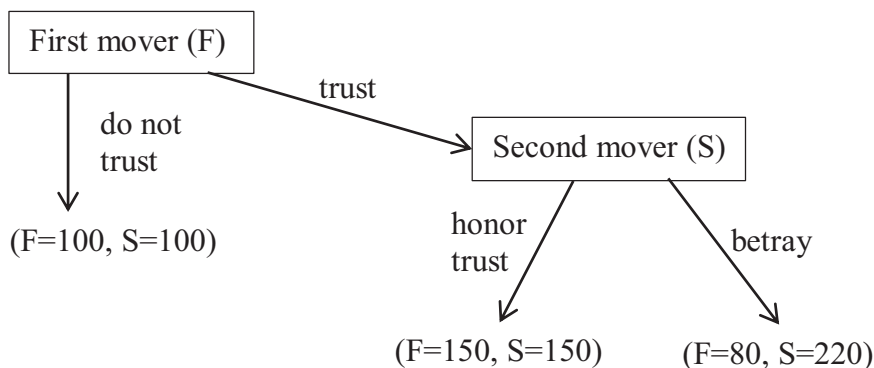 First mover (F)
trust
do not
trust
Second mover (S)
(F=100, S=100)
honor
trust
betray
(F=150, S=150)
(F=80, S=220)